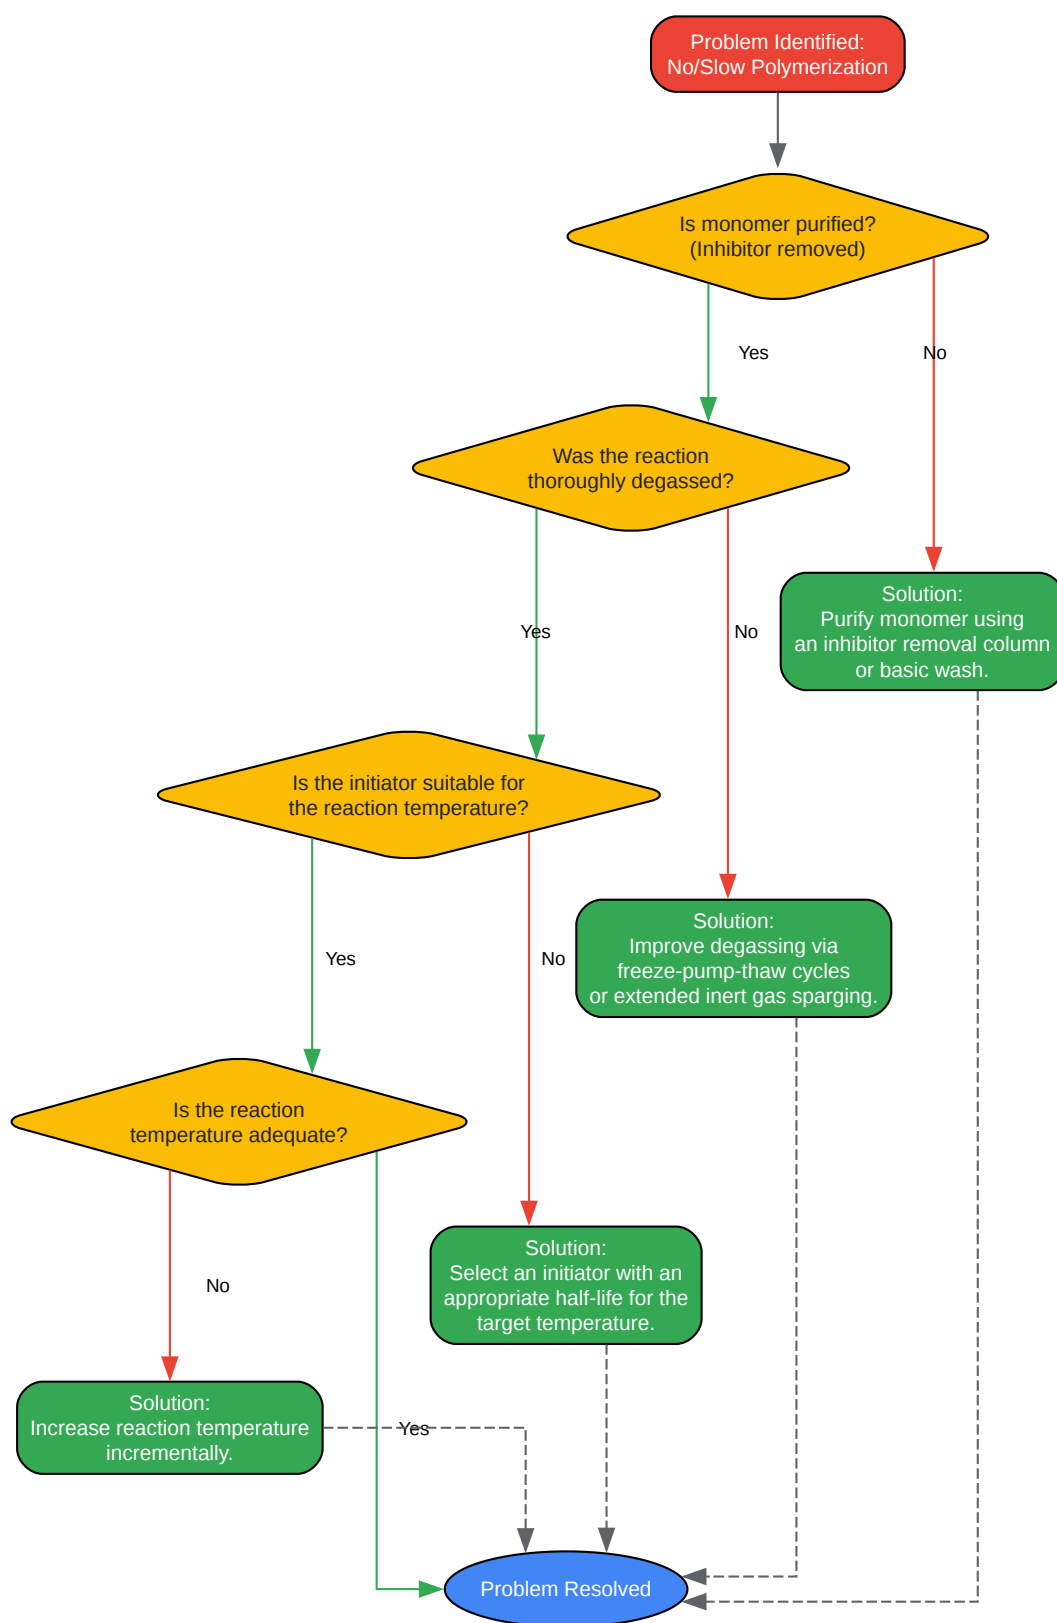 Problem Identified:
No/Slow Polymerization
Is monomer purified?
(Inhibitor removed)
Yes
No
Was the reaction
thoroughly degassed?
Solution:
Purify monomer using
an inhibitor removal column
or basic wash.
Yes
No
Is the initiator suitable for
the reaction temperature?
Solution:
Improve degassing via
freeze-pump-thaw cycles
or extended inert gas sparging.
Yes
No
Is the reaction
temperature adequate?
Solution:
Select an initiator with an
appropriate half-life for the
target temperature.
No
Solution:
Increase reaction temperature
incrementally.
Yes
Problem Resolved